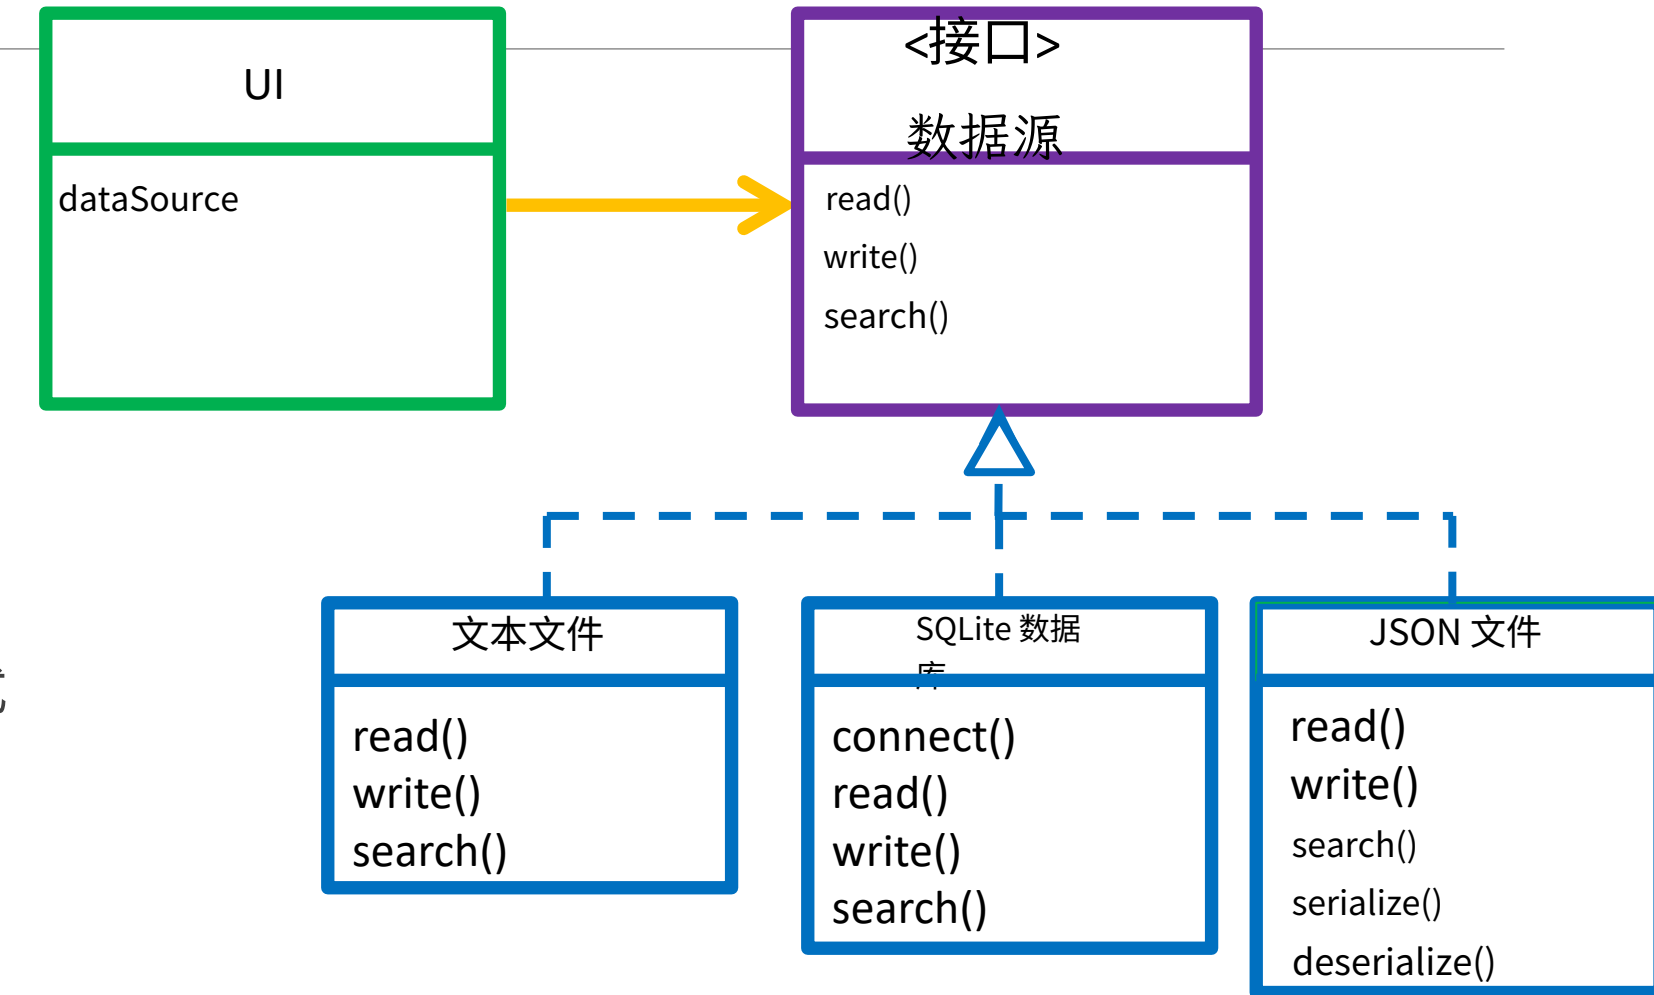 UI
dataSource
<接口>
数据源
read()
write()
search()
文本文件
read()
write()
search()
SQLite 数据
库
connect()
read()
write()
search()
JSON 文件
read()
write()
search()
serialize()
deserialize()